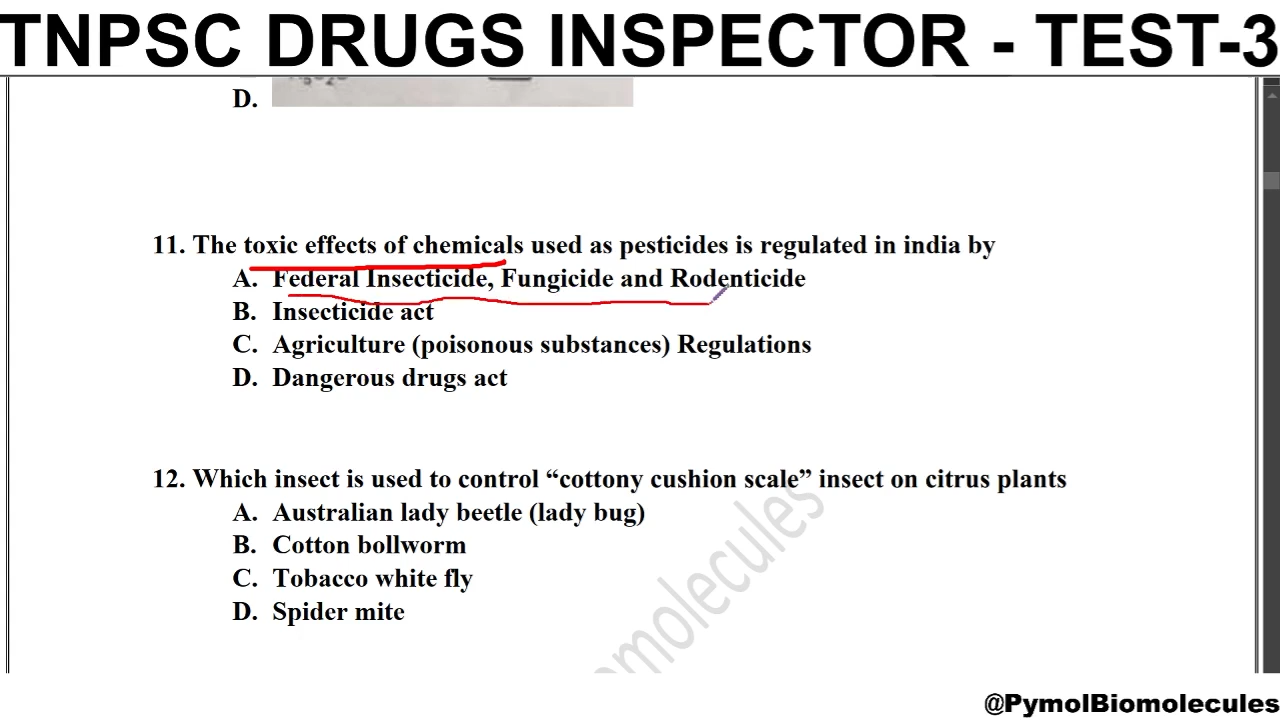 TNPSC DRUGS INSPECTOR - TEST-3
D.
11. The toxic effects of chemicals used as pesticides is regulated in india by
A. Federal Insecticide, Fungicide and Rodenticide
B. Insecticide act
C. Agriculture (poisonous substances) Regulations
D. Dangerous drugs act
12. Which insect is used to control “cottony cushion scale” insect on citrus plants
A. Australian lady beetle (lady bug)
B. Cotton bollworm
C. Tobacco white fly
D. Spider mite
@PymolBiomolecules